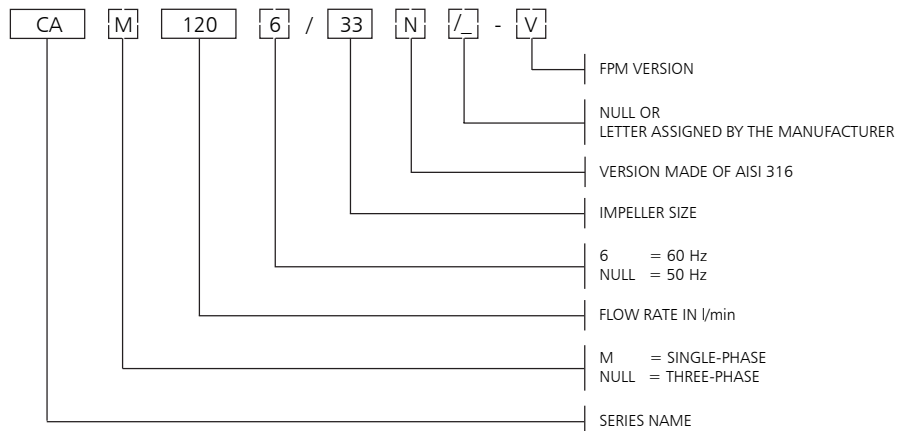 CA M 120 6 / 33 N /_ - V
FPM VERSION
NULL OR
LETTER ASSIGNED BY THE MANUFACTURER
VERSION MADE OF AISI 316
IMPELLER SIZE
6 = 60 Hz
NULL = 50 Hz
FLOW RATE IN l/min
M = SINGLE-PHASE
NULL = THREE-PHASE
SERIES NAME